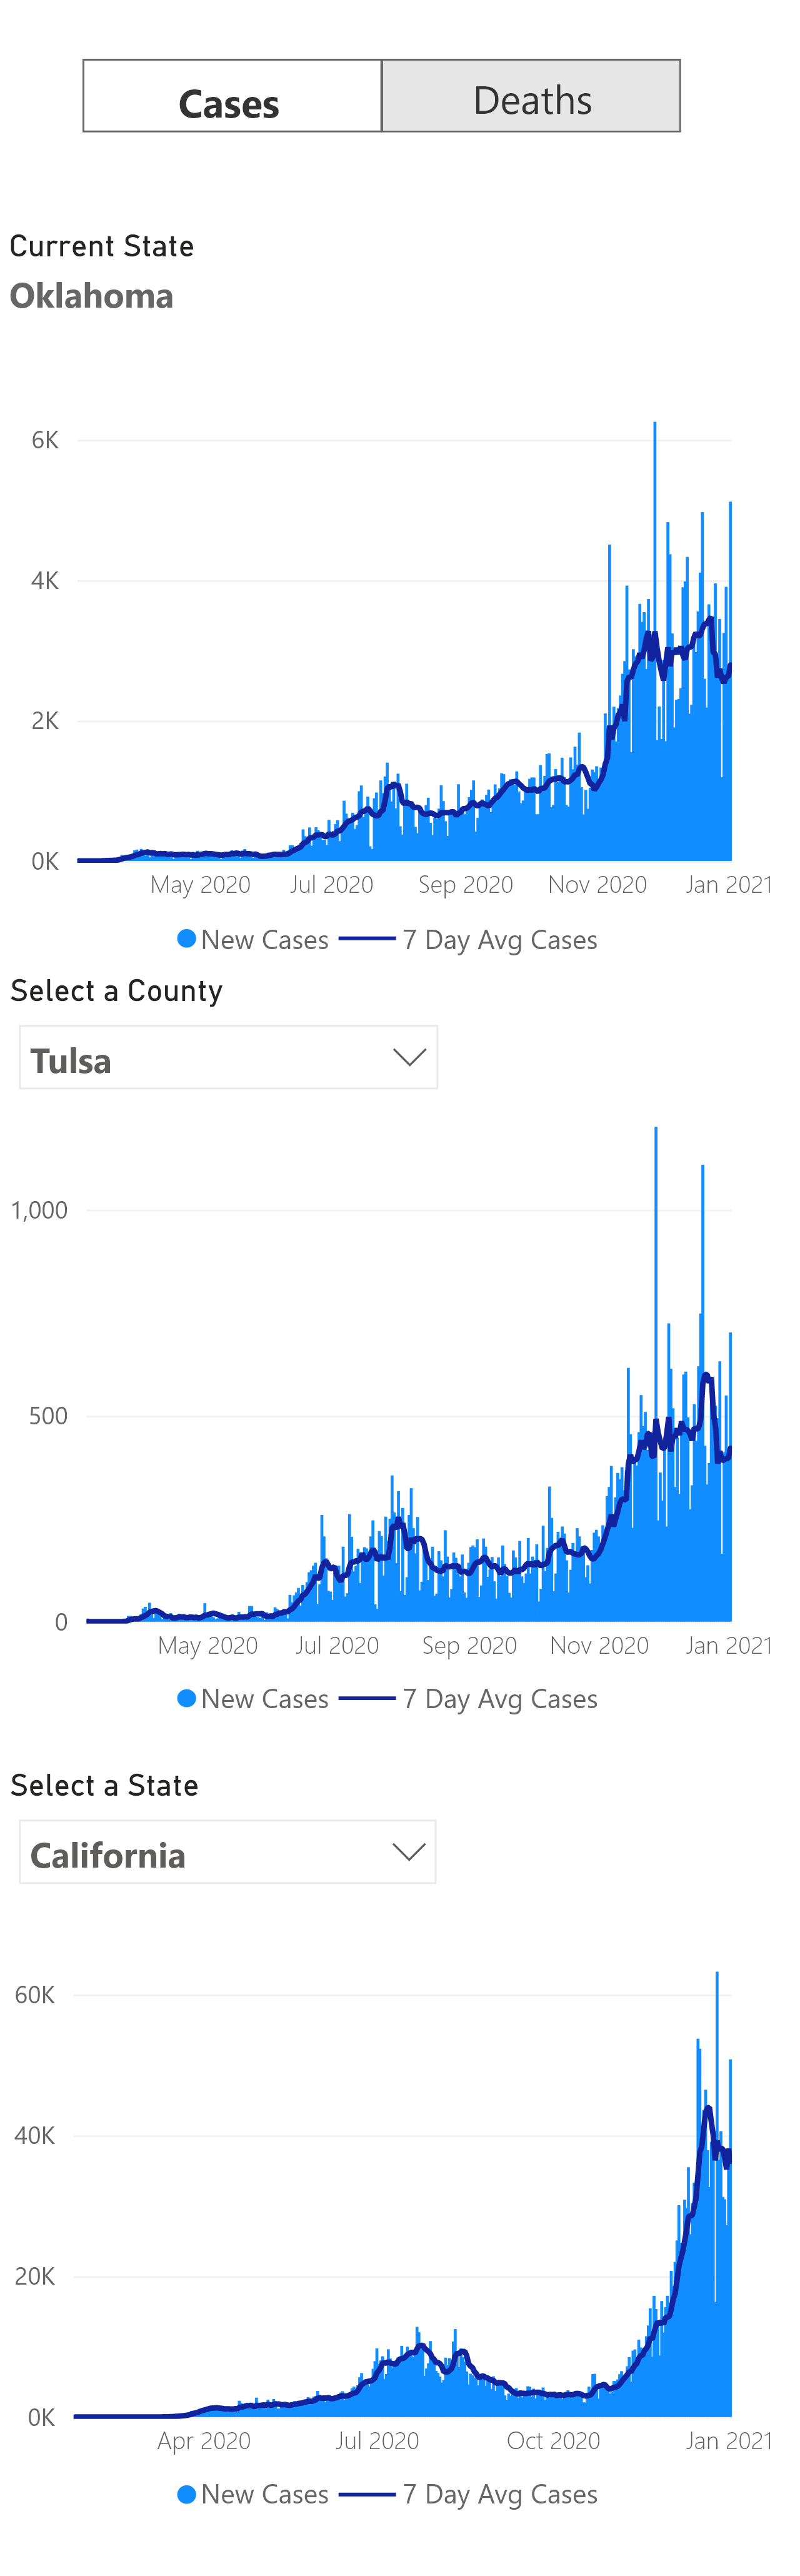 Cases Deaths
Current State
Oklahoma
6K
4K
2K
0K
May 2020 Jul 2020 Sep 2020 Nov 2020 Jan 2021
New Cases 7 Day Avg Cases
Select a County
Tulsa
1,000
500
0
May 2020 Jul 2020 Sep 2020 Nov 2020 Jan 2021
New Cases 7 Day Avg Cases
Select a State
California
60K
40K
20K
0K
Apr 2020 Jul 2020 Oct 2020 Jan 2021
New Cases 7 Day Avg Cases